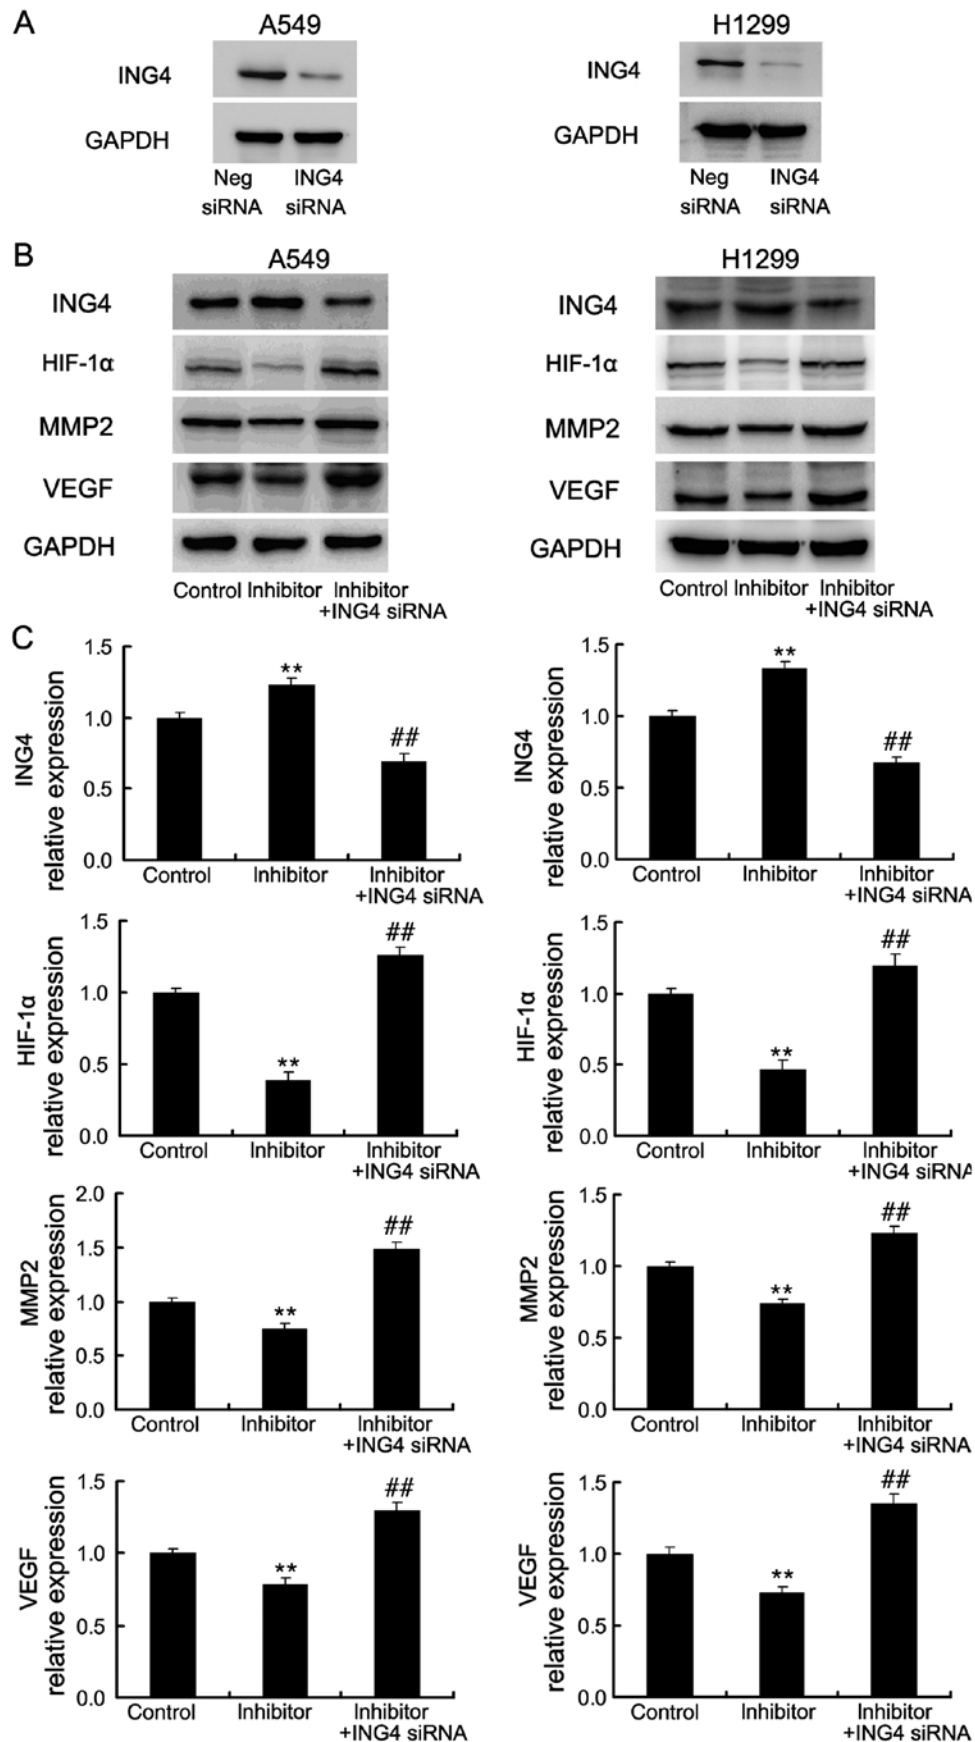 A
A549
H1299
ING4
GAPDH
Neg siRNA
ING4 siRNA
ING4
GAPDH
Neg siRNA
ING4 siRNA
B
A549
H1299
ING4
HIF-1α
MMP2
VEGF
GAPDH
Control Inhibitor Inhibitor
+ING4 siRNA
ING4
HIF-1α
MMP2
VEGF
GAPDH
Control Inhibitor Inhibitor
+ING4 siRNA
C
ING4
relative expression
1.5
1.0
0.5
0.0
**
##
Control Inhibitor Inhibitor
+ING4 siRNA
ING4
relative expression
1.5
1.0
0.5
0.0
**
##
Control Inhibitor Inhibitor
+ING4 siRNA
HIF-1α
relative expression
1.5
1.0
0.5
0.0
**
##
Control Inhibitor Inhibitor
+ING4 siRNA
HIF-1α
relative expression
1.5
1.0
0.5
0.0
**
##
Control Inhibitor Inhibitor
+ING4 siRNA
MMP2
relative expression
2.0
1.5
1.0
0.5
0.0
**
##
Control Inhibitor Inhibitor
+ING4 siRNA
MMP2
relative expression
1.5
1.0
0.5
0.0
**
##
Control Inhibitor Inhibitor
+ING4 siRNA
VEGF
relative expression
1.5
1.0
0.5
0.0
**
##
Control Inhibitor Inhibitor
+ING4 siRNA
VEGF
relative expression
1.5
1.0
0.5
0.0
**
##
Control Inhibitor Inhibitor
+ING4 siRNA